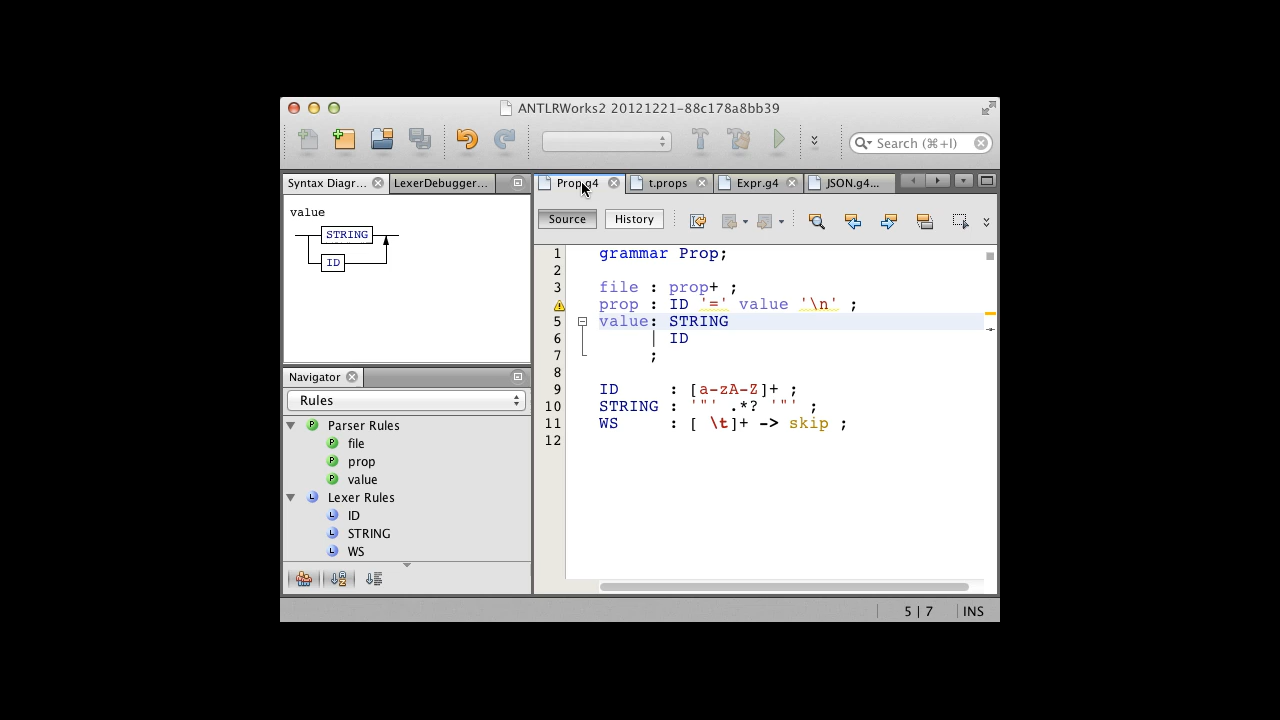 ANTLRWorks2 20121221-88c178a8bb39
Search (⌘+I)
Syntax Diagr...
LexerDebugger...
value
STRING
ID
Navigator
Rules
Parser Rules
file
prop
value
Lexer Rules
ID
STRING
WS
Prop.g4
t.props
Expr.g4
JSON.g4...
Source
History
1 grammar Prop;
2
3 file : prop+ ;
prop : ID '=' value '\n' ;
5 value: STRING
6 | ID
7 ;
8
9 ID : [a-zA-Z]+ ;
10 STRING : '"' .*? '"' ;
11 WS : [ \t]+ -> skip ;
12
5 | 7
INS